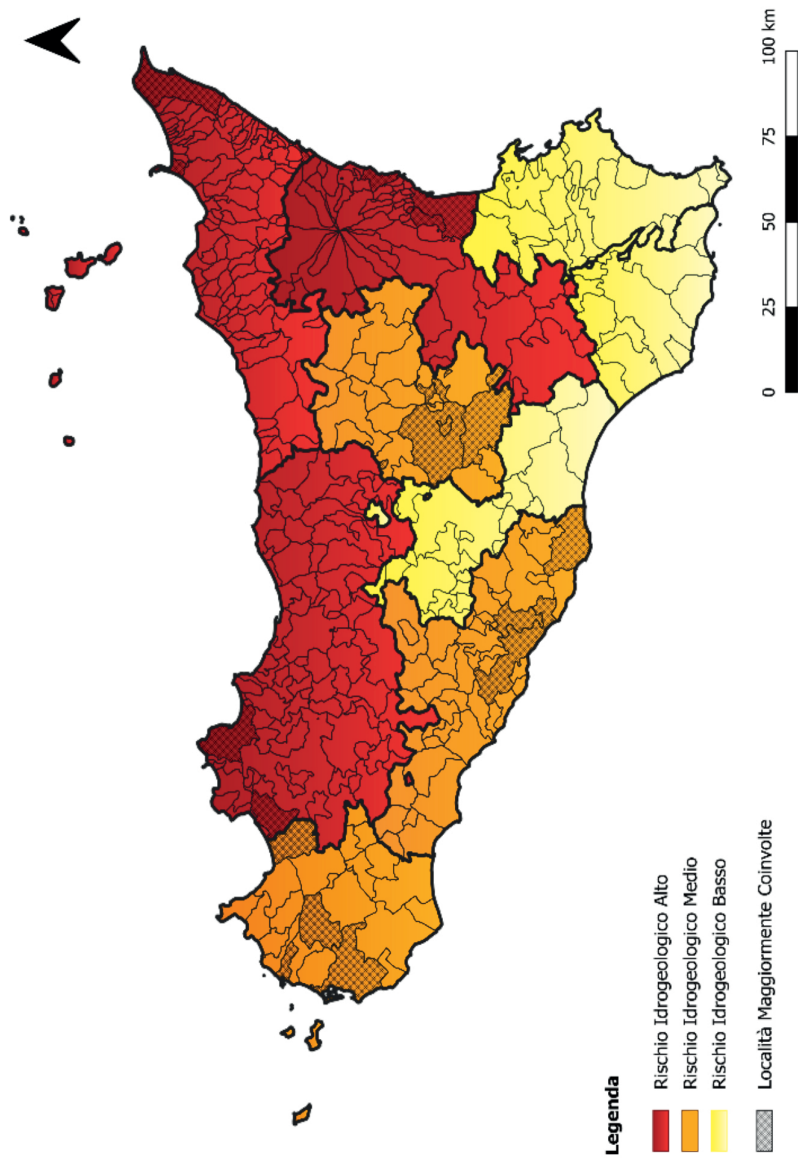 Legenda
Rischio Idrogeologico Alto
Rischio Idrogeologico Medio
Rischio Idrogeologico Basso
Località Maggiormente Coinvolte
0 25 50 75 100 km